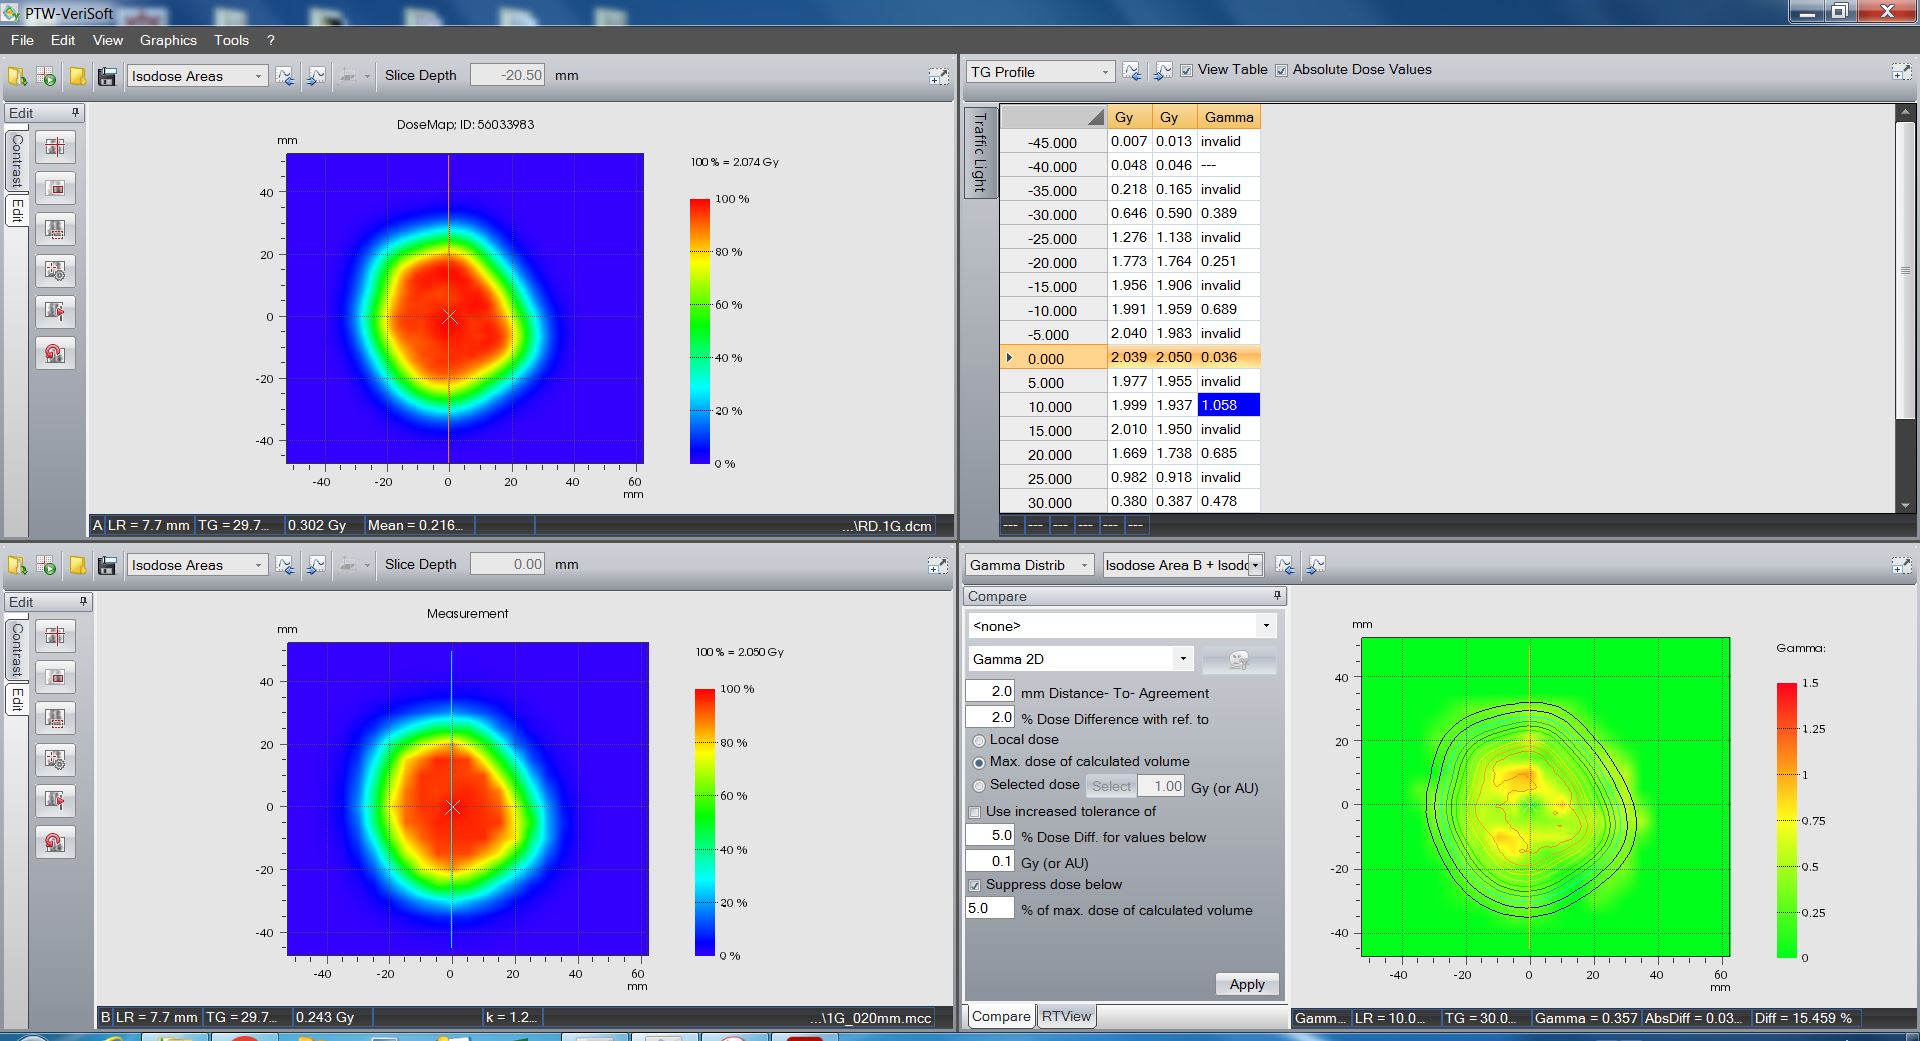 PTW-VeriSoft
File Edit View Graphics Tools ?
Isodose Areas Slice Depth -20.50 mm
Edit
Contrast
Edit
DoseMap; ID: 56033983
mm
100 % = 2.074 Gy
40
20
0
-20
-40
-40 -20 0 20 40 60
mm
100 %
80 %
60 %
40 %
20 %
0 %
A LR = 7.7 mm TG = 29.7... 0.302 Gy Mean = 0.216... ...\RD.1G.dcm
TG Profile View Table Absolute Dose Values
Traffic Light
Gy Gy Gamma
-45.000 0.007 0.013 invalid
-40.000 0.048 0.046 ---
-35.000 0.218 0.165 invalid
-30.000 0.646 0.590 0.389
-25.000 1.276 1.138 invalid
-20.000 1.773 1.764 0.251
-15.000 1.956 1.906 invalid
-10.000 1.991 1.959 0.689
-5.000 2.040 1.983 invalid
0.000 2.039 2.050 0.036
5.000 1.977 1.955 invalid
10.000 1.999 1.937 1.058
15.000 2.010 1.950 invalid
20.000 1.669 1.738 0.685
25.000 0.982 0.918 invalid
30.000 0.380 0.387 0.478
--- --- --- --- --- ---
Isodose Areas Slice Depth 0.00 mm
Edit
Contrast
Edit
Measurement
mm
100 % = 2.050 Gy
40
20
0
-20
-40
-40 -20 0 20 40 60
mm
100 %
80 %
60 %
40 %
20 %
0 %
B LR = 7.7 mm TG = 29.7... 0.243 Gy k = 1.2... ...\1G_020mm.mcc
Gamma Distrib Isodose Area B + Isodo
Compare
<none>
Gamma 2D
2.0 mm Distance- To- Agreement
2.0 % Dose Difference with ref. to
Local dose
Max. dose of calculated volume
Selected dose Select 1.00 Gy (or AU)
Use increased tolerance of
5.0 % Dose Diff. for values below
0.1 Gy (or AU)
Suppress dose below
5.0 % of max. dose of calculated volume
Apply
Compare RTView
mm
Gamma:
40
20
0
-20
-40
-40 -20 0 20 40 60
mm
1.5
1.25
1
0.75
0.5
0.25
0
Gamm... LR = 10.0... TG = 30.0... Gamma = 0.357 AbsDiff = 0.03... Diff = 15.459 %